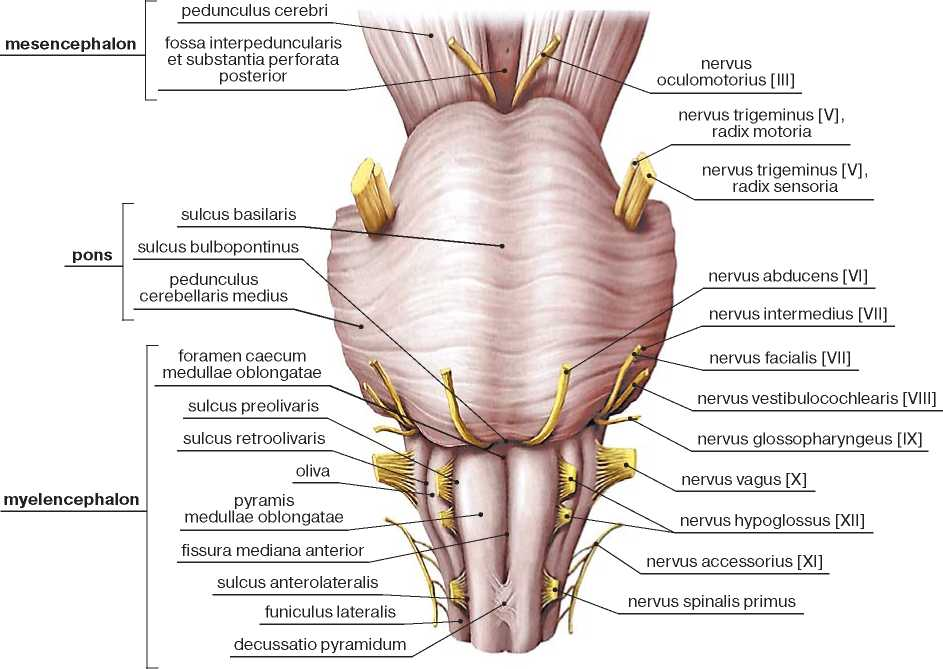 mesencephalon
pedunculus cerebri
fossa interpeduncularis
et substantia perforata
posterior
pons
sulcus basilaris
sulcus bulbopontinus
pedunculus
cerebellaris medius
myelencephalon
foramen caecum
medullae oblongatae
sulcus preolivaris
sulcus retroolivaris
oliva
pyramis
medullae oblongatae
fissura mediana anterior
sulcus anterolateralis
funiculus lateralis
decussatio pyramidum
nervus
oculomotorius [III]
nervus trigeminus [V],
radix motoria
nervus trigeminus [V],
radix sensoria
nervus abducens [VI]
nervus intermedius [VII]
nervus facialis [VII]
nervus vestibulocochlearis [VIII]
nervus glossopharyngeus [IX]
nervus vagus [X]
nervus hypoglossus [XII]
nervus accessorius [XI]
nervus spinalis primus